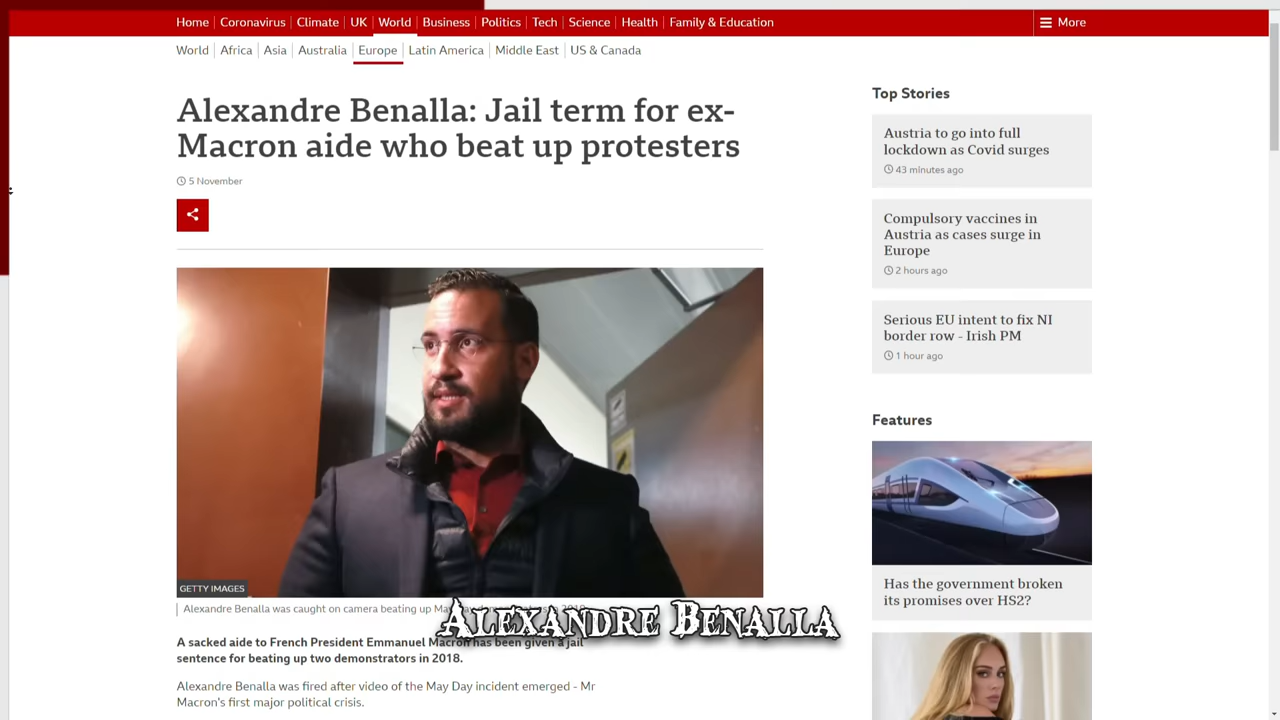 Home Coronavirus Climate UK World Business Politics Tech Science Health Family & Education More
World Africa Asia Australia Europe Latin America Middle East US & Canada
Alexandre Benalla: Jail term for ex-
Macron aide who beat up protesters
5 November
GETTY IMAGES
Alexandre Benalla was caught on camera beating up May Day
ALEXANDRE BENALLA
A sacked aide to French President Emmanuel Macron has been given a jail
sentence for beating up two demonstrators in 2018.
Alexandre Benalla was fired after video of the May Day incident emerged - Mr
Macron's first major political crisis.
Top Stories
Austria to go into full
lockdown as Covid surges
43 minutes ago
Compulsory vaccines in
Austria as cases surge in
Europe
2 hours ago
Serious EU intent to fix NI
border row - Irish PM
1 hour ago
Features
Has the government broken
its promises over HS2?